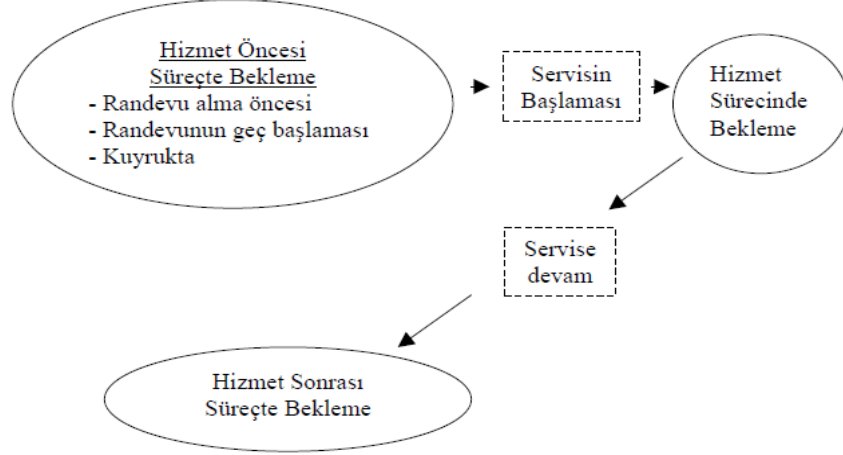 Hizmet Öncesi
Süreçte Bekleme
- Randevu alma öncesi
- Randevunun geç başlaması
- Kuyrukta
Servisin
Başlaması
Hizmet
Sürecinde
Bekleme
Servise
devam
Hizmet Sonrası
Süreçte Bekleme